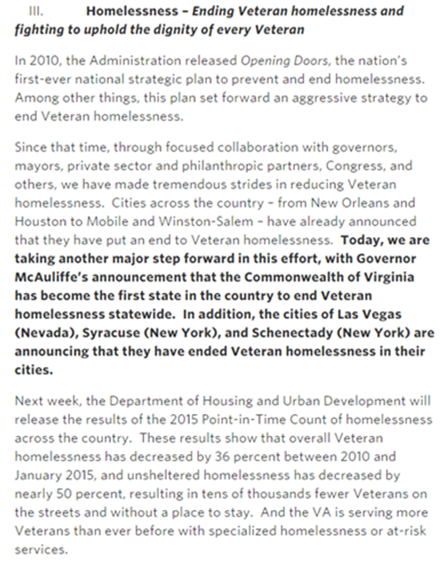 III. Homelessness – Ending Veteran homelessness and
fighting to uphold the dignity of every Veteran
In 2010, the Administration released Opening Doors, the nation's
first-ever national strategic plan to prevent and end homelessness.
Among other things, this plan set forward an aggressive strategy to
end Veteran homelessness.
Since that time, through focused collaboration with governors,
mayors, private sector and philanthropic partners, Congress, and
others, we have made tremendous strides in reducing Veteran
homelessness. Cities across the country – from New Orleans and
Houston to Mobile and Winston-Salem – have already announced
that they have put an end to Veteran homelessness. Today, we are
taking another major step forward in this effort, with Governor
McAuliffe's announcement that the Commonwealth of Virginia
has become the first state in the country to end Veteran
homelessness statewide. In addition, the cities of Las Vegas
(Nevada), Syracuse (New York), and Schenectady (New York) are
announcing that they have ended Veteran homelessness in their
cities.
Next week, the Department of Housing and Urban Development will
release the results of the 2015 Point-in-Time Count of homelessness
across the country. These results show that overall Veteran
homelessness has decreased by 36 percent between 2010 and
January 2015, and unsheltered homelessness has decreased by
nearly 50 percent, resulting in tens of thousands fewer Veterans on
the streets and without a place to stay. And the VA is serving more
Veterans than ever before with specialized homelessness or at-risk
services.